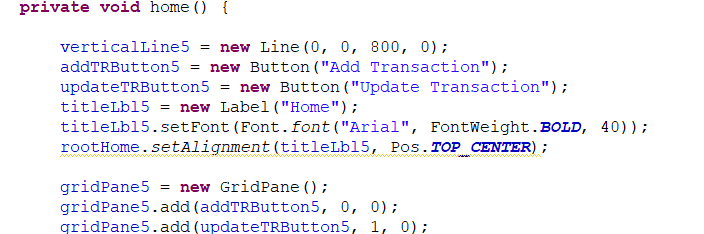 private void home() {
verticalLine5 = new Line(0, 0, 800, 0);
addTRButton5 = new Button("Add Transaction");
updateTRButton5 = new Button("Update Transaction");
titleLbl5 = new Label("Home");
titleLbl5.setFont(Font.font("Arial", FontWeight.BOLD, 40));
rootHome.setAlignment(titleLbl5, Pos.TOP_CENTER);
gridPane5 = new GridPane();
gridPane5.add(addTRButton5, 0, 0);
gridPane5.add(updateTRButton5, 1, 0);